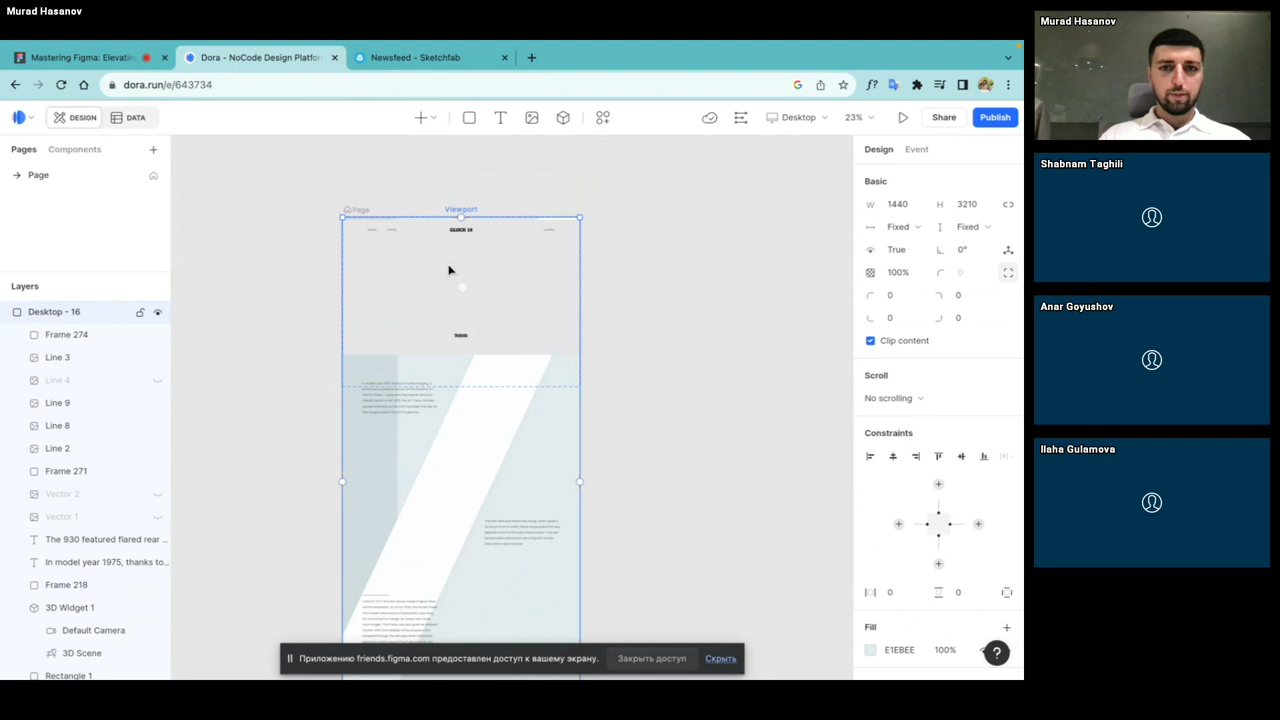 Murad Hasanov
Mastering Figma: Elevatin
Dora - NoCode Design Platfor
Newsfeed - Sketchfab
dora.run/e/643734
DESIGN
DATA
Desktop
23%
Share
Publish
Pages
Components
Page
Layers
Desktop - 16
Frame 274
Line 3
Line 4
Line 9
Line 8
Line 2
Frame 271
Vector 2
Vector 1
The 930 featured flared rear ...
In model year 1975, thanks to...
Frame 218
3D Widget 1
Default Camera
3D Scene
Rectangle 1
Page
Viewport
GLOCK 19
Приложению friends.figma.com предоставлен доступ к вашему экрану.
Закрыть доступ
Скрыть
Design
Event
Basic
W 1440 H 3210
Fixed
Fixed
True
0°
100%
0
0
0
0
0
Clip content
Scroll
No scrolling
Constraints
0
0
Fill
E1EBEE 100%
?
Murad Hasanov
Shabnam Taghili
Anar Goyushov
Ilaha Gulamova